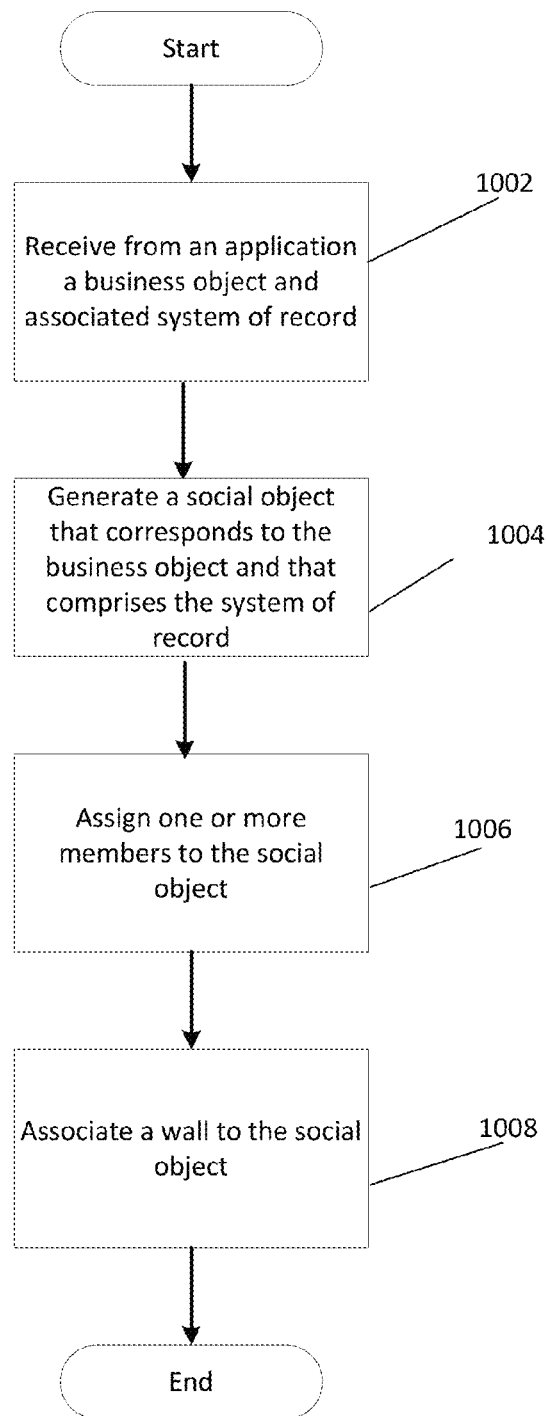 Start
1002
Receive from an application
a business object and
associated system of record
Generate a social object
that corresponds to the
business object and that
comprises the system of
record
1004
Assign one or more
members to the social
object
1006
Associate a wall to the social
object
1008
End